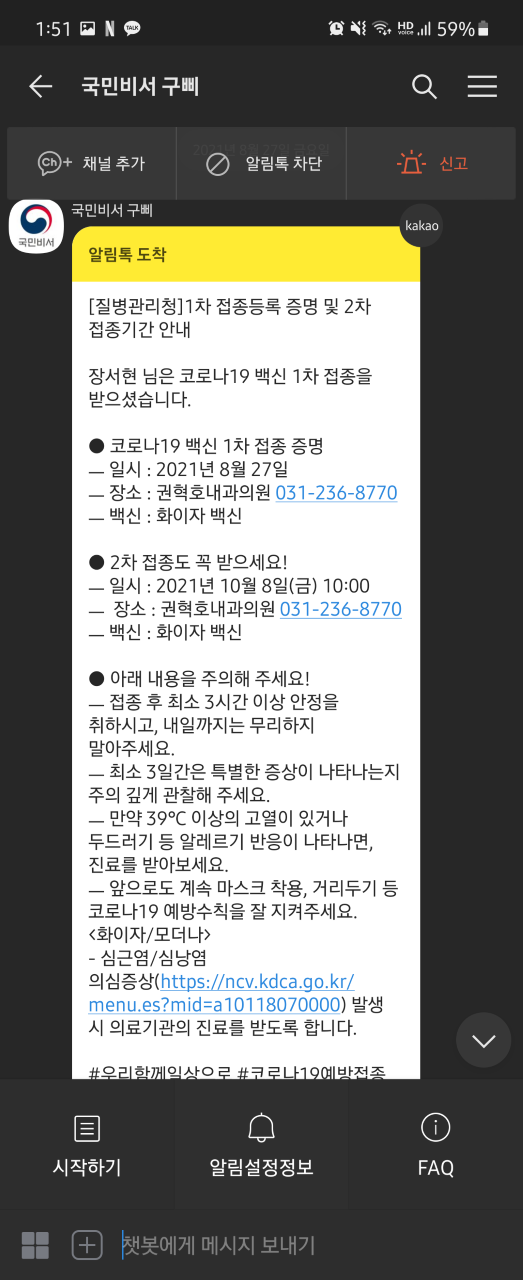 1:51 N TALK HD voice 59%
국민비서 구삐
2021년 8월 27일 금요일
Ch+ 채널 추가 알림톡 차단 신고
국민비서 구삐
국민비서
kakao
알림톡 도착
[질병관리청]1차 접종등록 증명 및 2차
접종기간 안내
장서현 님은 코로나19 백신 1차 접종을
받으셨습니다.
● 코로나19 백신 1차 접종 증명
— 일시 : 2021년 8월 27일
— 장소 : 권혁호내과의원 031-236-8770
— 백신 : 화이자 백신
● 2차 접종도 꼭 받으세요!
— 일시 : 2021년 10월 8일(금) 10:00
— 장소 : 권혁호내과의원 031-236-8770
— 백신 : 화이자 백신
● 아래 내용을 주의해 주세요!
— 접종 후 최소 3시간 이상 안정을
취하시고, 내일까지는 무리하지
말아주세요.
— 최소 3일간은 특별한 증상이 나타나는지
주의 깊게 관찰해 주세요.
— 만약 39℃ 이상의 고열이 있거나
두드러기 등 알레르기 반응이 나타나면,
진료를 받아보세요.
— 앞으로도 계속 마스크 착용, 거리두기 등
코로나19 예방수칙을 잘 지켜주세요.
<화이자/모더나>
- 심근염/심낭염
의심증상(https://ncv.kdca.go.kr/
menu.es?mid=a10118070000) 발생
시 의료기관의 진료를 받도록 합니다.
#우리함께일상으로 #코로나19예방접종
시작하기 알림설정정보 FAQ
챗봇에게 메시지 보내기